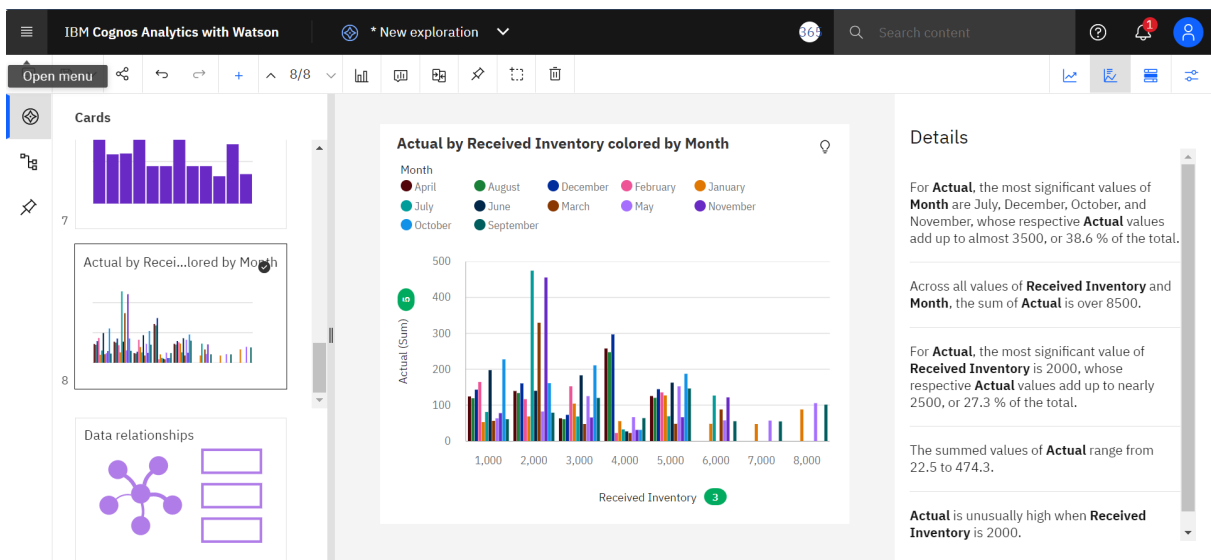 IBM Cognos Analytics with Watson
* New exploration
365
Search content
1
Open menu
8/8
Cards
7
Actual by Recei...lored by Month
8
Data relationships
Actual by Received Inventory colored by Month
Month
April
August
December
February
January
July
June
March
May
November
October
September
500
400
300
200
100
0
Actual (Sum)
5
1,000
2,000
3,000
4,000
5,000
6,000
7,000
8,000
Received Inventory 3
Details
For Actual, the most significant values of
Month are July, December, October, and
November, whose respective Actual values
add up to almost 3500, or 38.6 % of the total.
Across all values of Received Inventory and
Month, the sum of Actual is over 8500.
For Actual, the most significant value of
Received Inventory is 2000, whose
respective Actual values add up to nearly
2500, or 27.3 % of the total.
The summed values of Actual range from
22.5 to 474.3.
Actual is unusually high when Received
Inventory is 2000.